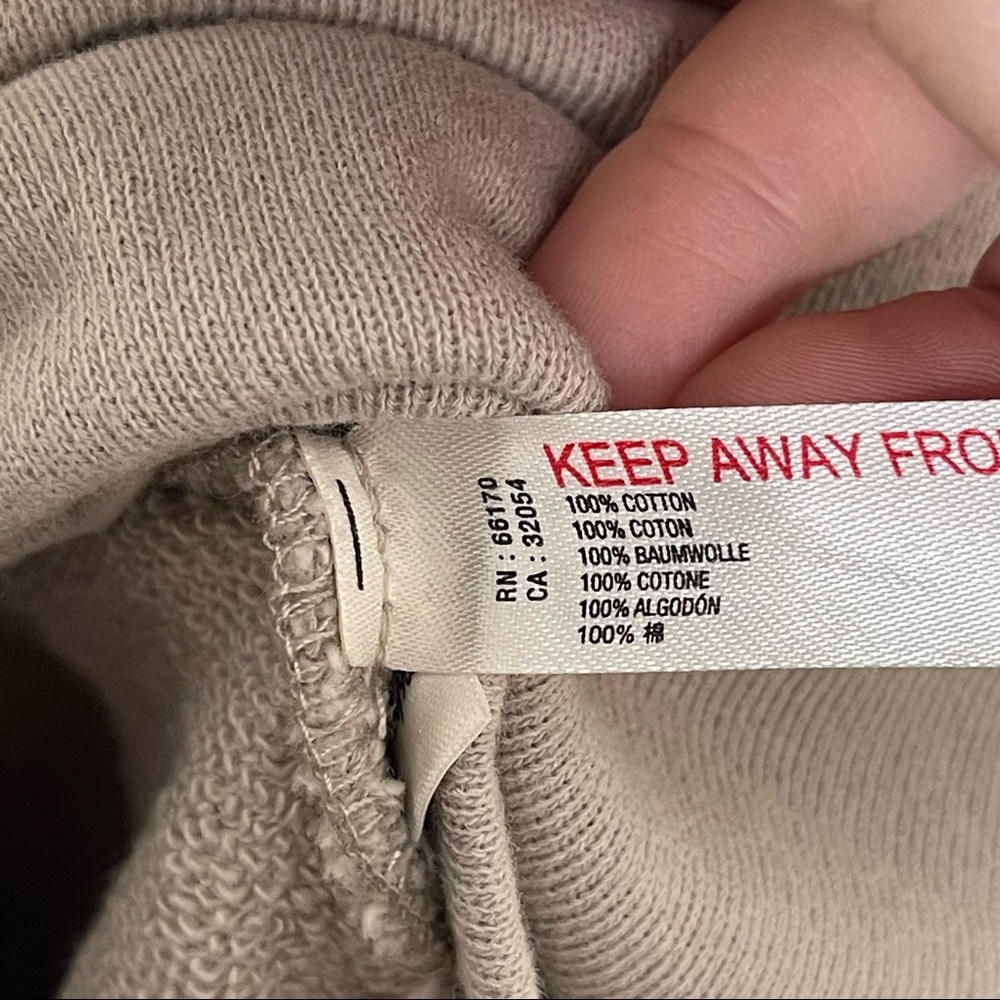 KEEP AWAY FRO
RN : 66170
CA : 32054
100% COTTON
100% COTON
100% BAUMWOLLE
100% COTONE
100% ALGODÓN
100% 棉